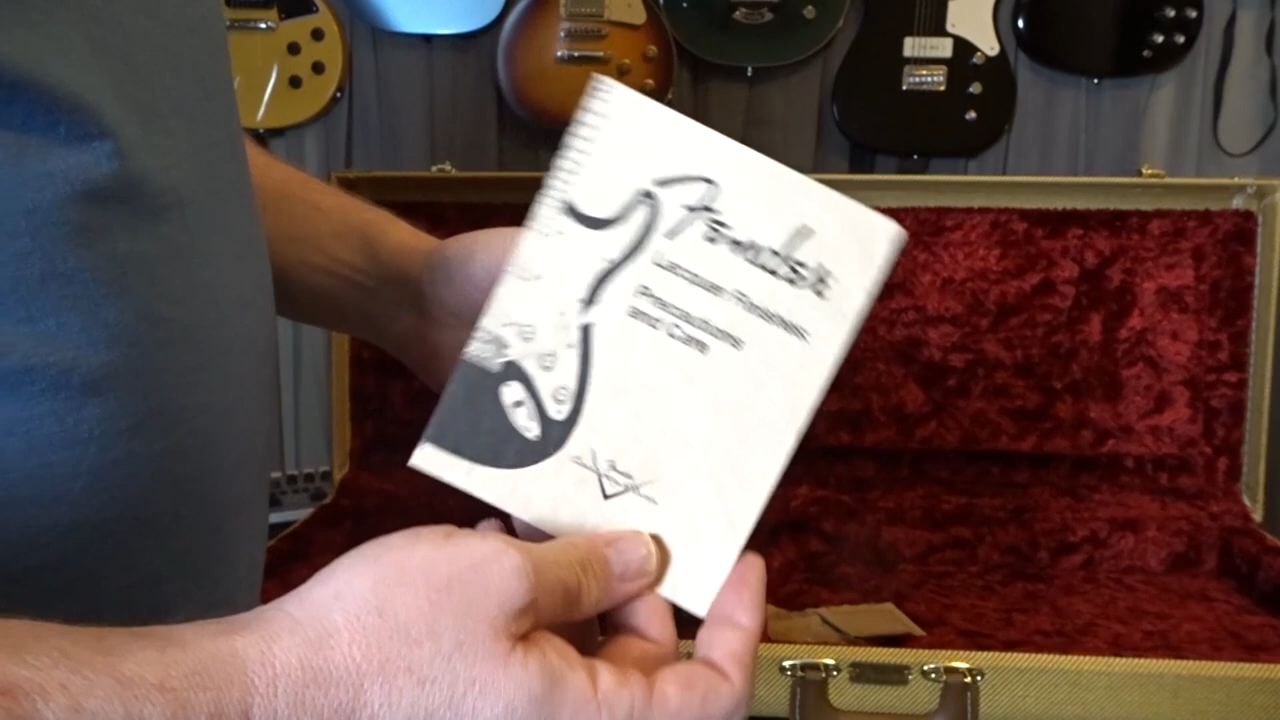 Fender
Lacquer Finishes:
Precautions
and Care